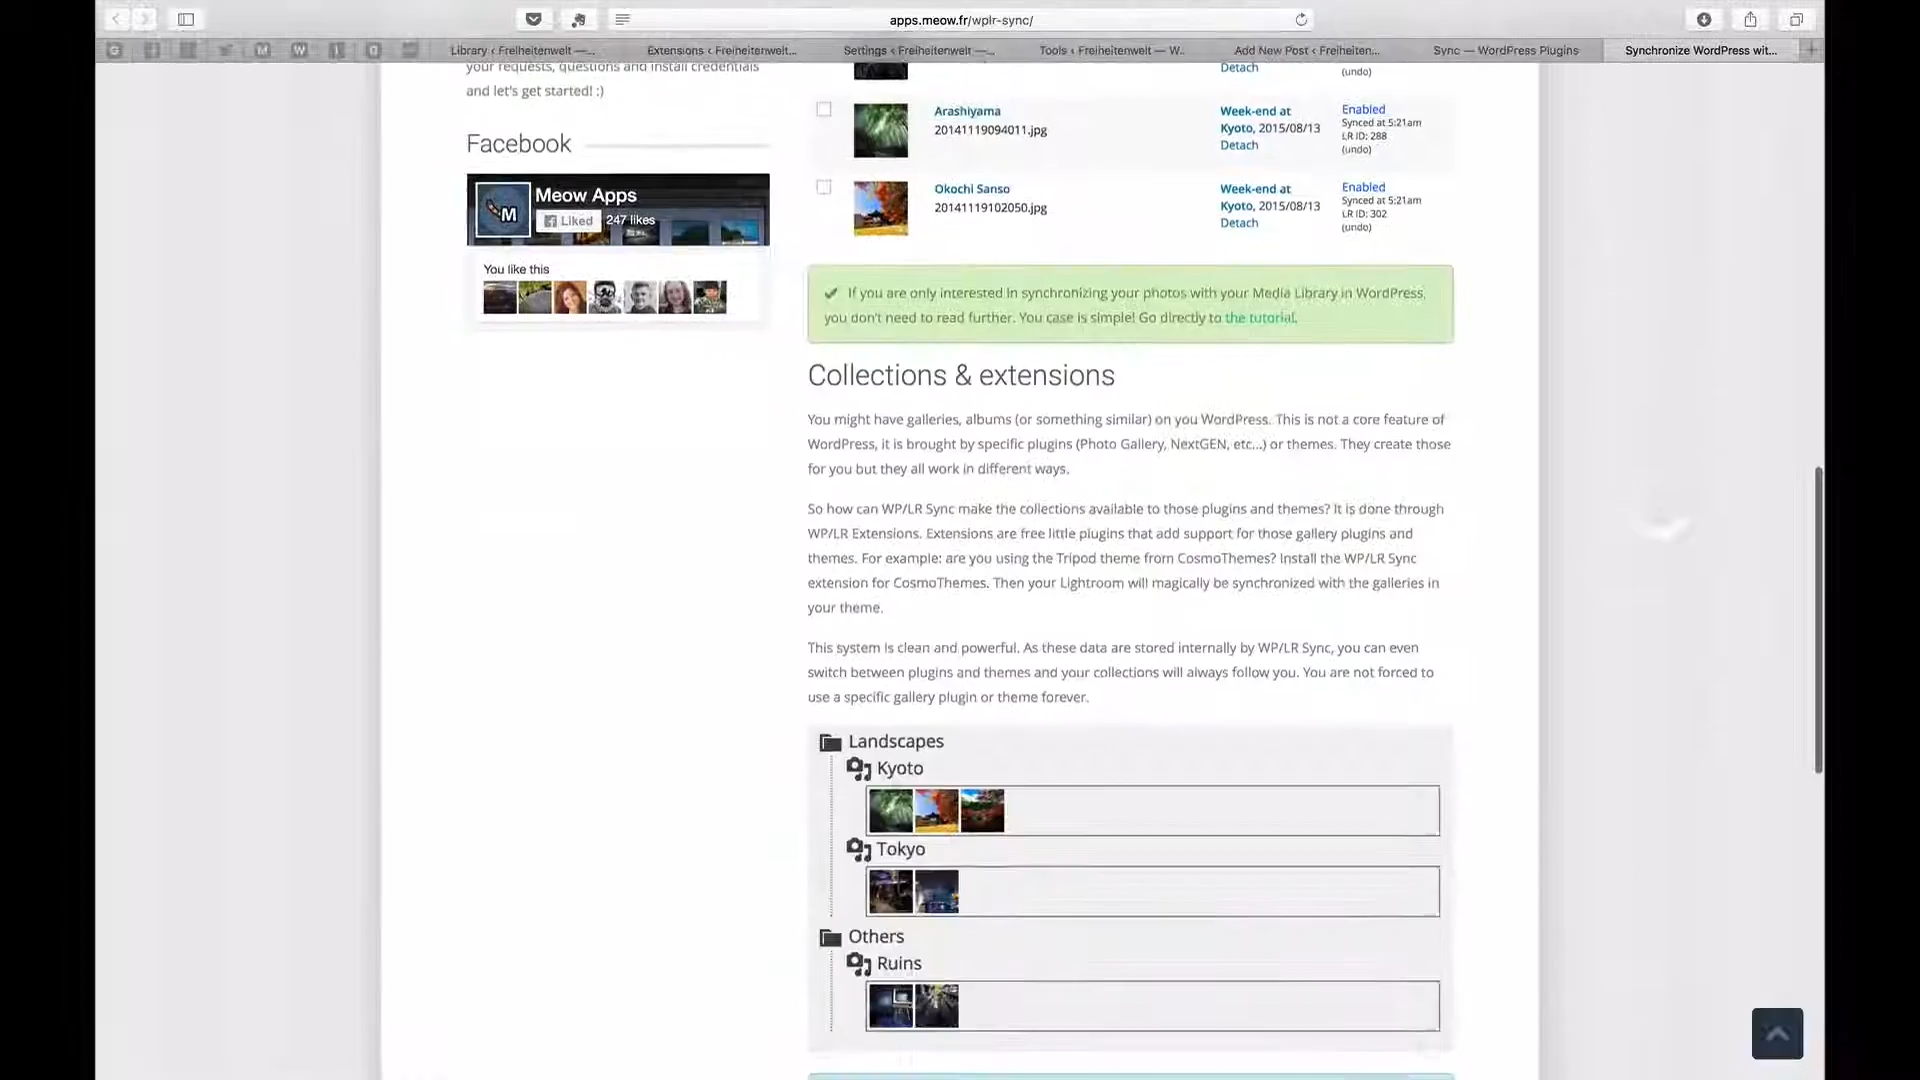 apps.meow.fr/wplr-sync/
Library ‹ Freiheitenwelt —...
Extensions ‹ Freiheitenwelt...
Settings ‹ Freiheitenwelt —...
Tools ‹ Freiheitenwelt — W...
Add New Post ‹ Freiheiten...
Sync — WordPress Plugins
Synchronize WordPress wit...
your requests, questions and install credentials
and let's get started! :)
Facebook
Meow Apps
Liked
247 likes
You like this
Detach
(undo)
Arashiyama
20141119094011.jpg
Week-end at
Kyoto, 2015/08/13
Detach
Enabled
Synced at 5:21am
LR ID: 288
(undo)
Okochi Sanso
20141119102050.jpg
Week-end at
Kyoto, 2015/08/13
Detach
Enabled
Synced at 5:21am
LR ID: 302
(undo)
If you are only interested in synchronizing your photos with your Media Library in WordPress,
you don't need to read further. You case is simple! Go directly to the tutorial.
Collections & extensions
You might have galleries, albums (or something similar) on you WordPress. This is not a core feature of
WordPress, it is brought by specific plugins (Photo Gallery, NextGEN, etc...) or themes. They create those
for you but they all work in different ways.
So how can WP/LR Sync make the collections available to those plugins and themes? It is done through
WP/LR Extensions. Extensions are free little plugins that add support for those gallery plugins and
themes. For example: are you using the Tripod theme from CosmoThemes? Install the WP/LR Sync
extension for CosmoThemes. Then your Lightroom will magically be synchronized with the galleries in
your theme.
This system is clean and powerful. As these data are stored internally by WP/LR Sync, you can even
switch between plugins and themes and your collections will always follow you. You are not forced to
use a specific gallery plugin or theme forever.
Landscapes
Kyoto
Tokyo
Others
Ruins